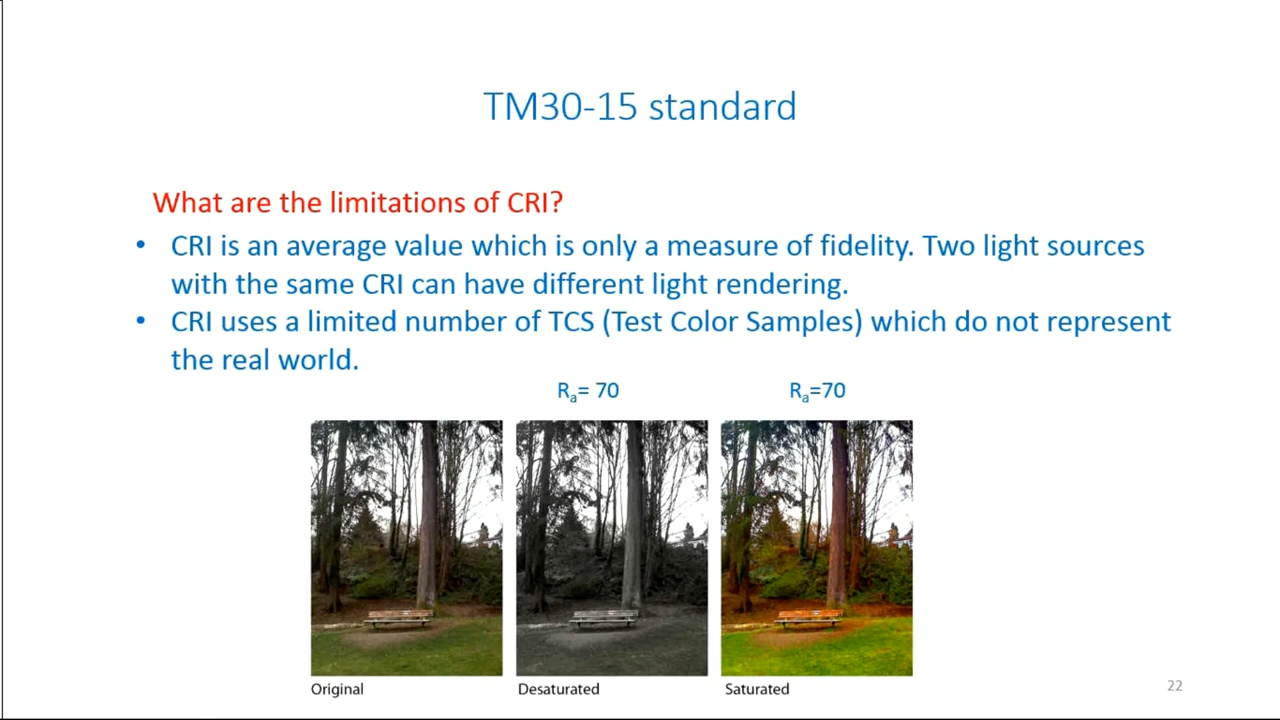 TM30-15 standard
What are the limitations of CRI?
• CRI is an average value which is only a measure of fidelity. Two light sources
with the same CRI can have different light rendering.
• CRI uses a limited number of TCS (Test Color Samples) which do not represent
the real world.
Ra= 70 Ra=70
Original Desaturated Saturated
22